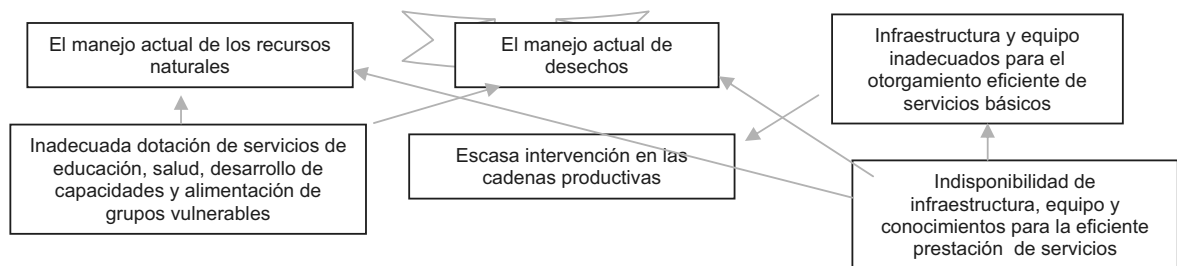 El manejo actual de los recursos
naturales
El manejo actual de
desechos
Infraestructura y equipo
inadecuados para el
otorgamiento eficiente de
servicios básicos
Inadecuada dotación de servicios de
educación, salud, desarrollo de
capacidades y alimentación de
grupos vulnerables
Escasa intervención en las
cadenas productivas
Indisponibilidad de
infraestructura, equipo y
conocimientos para la eficiente
prestación de servicios